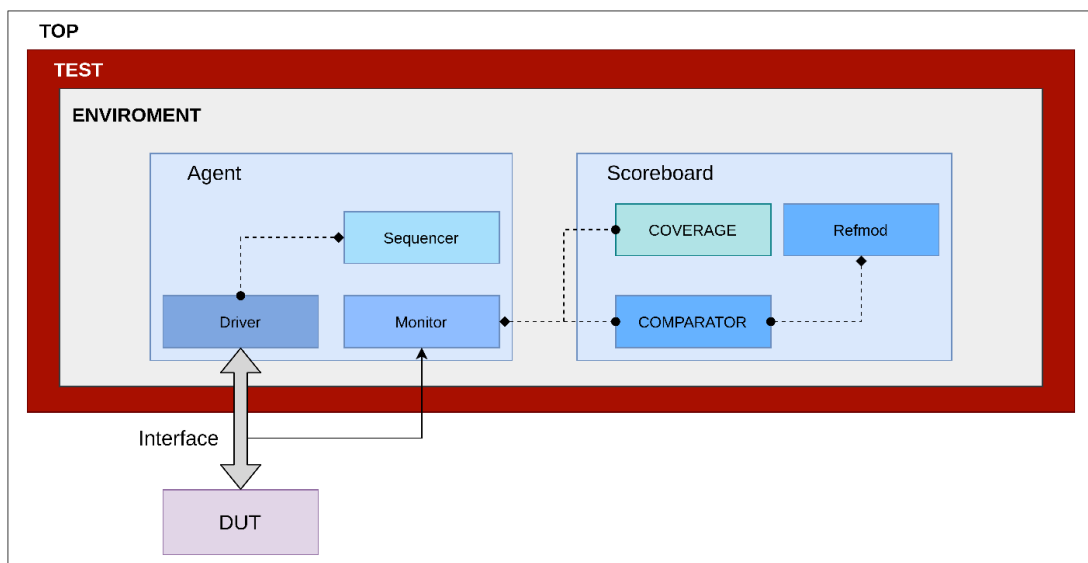 TOP
TEST
ENVIROMENT
Agent
Scoreboard
Sequencer
COVERAGE
Refmod
Driver
Monitor
COMPARATOR
Interface
DUT